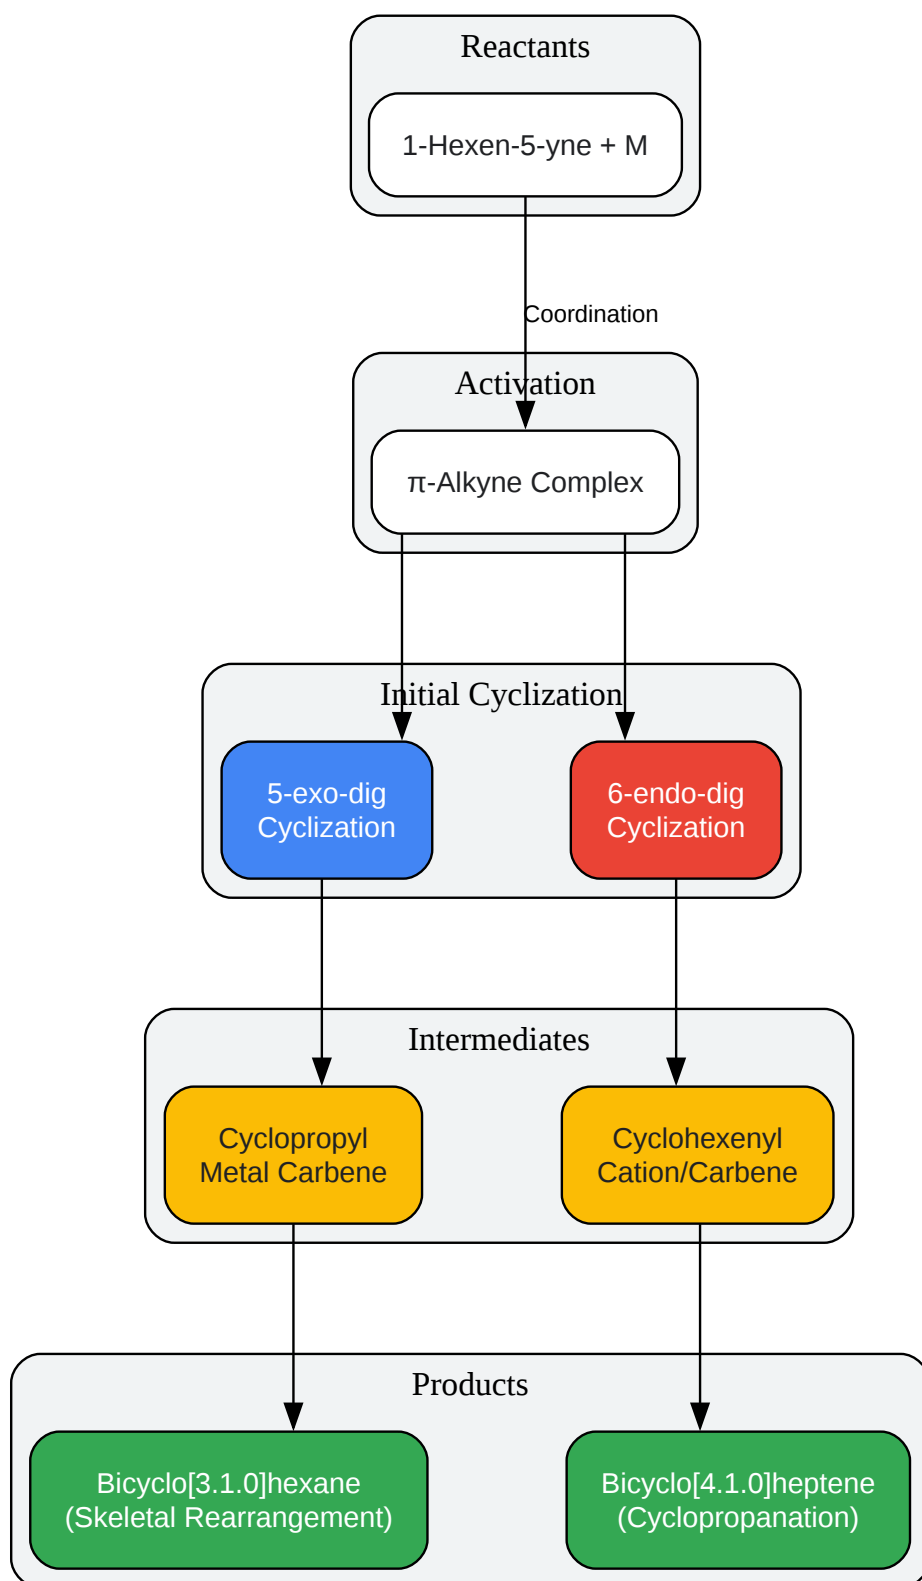 Reactants
1-Hexen-5-yne + M
Coordination
Activation
π-Alkyne Complex
Initial Cyclization
5-exo-dig
Cyclization
6-endo-dig
Cyclization
Intermediates
Cyclopropyl
Metal Carbene
Cyclohexenyl
Cation/Carbene
Products
Bicyclo[3.1.0]hexane
(Skeletal Rearrangement)
Bicyclo[4.1.0]heptene
(Cyclopropanation)